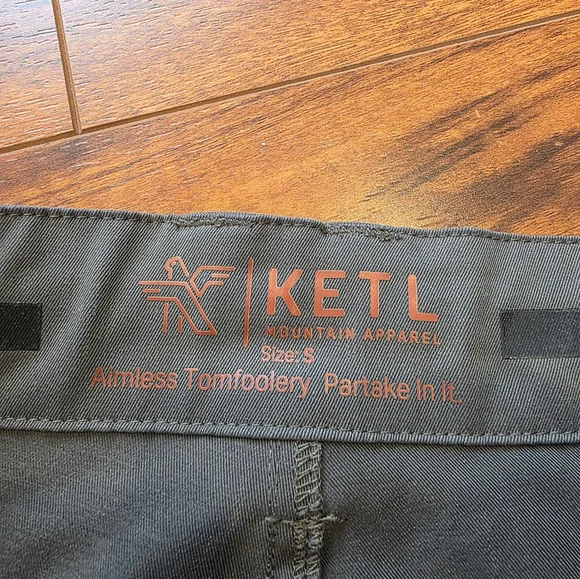 KETL
MOUNTAIN APPAREL
Size: S
Aimless Tomfoolery. Partake In It.